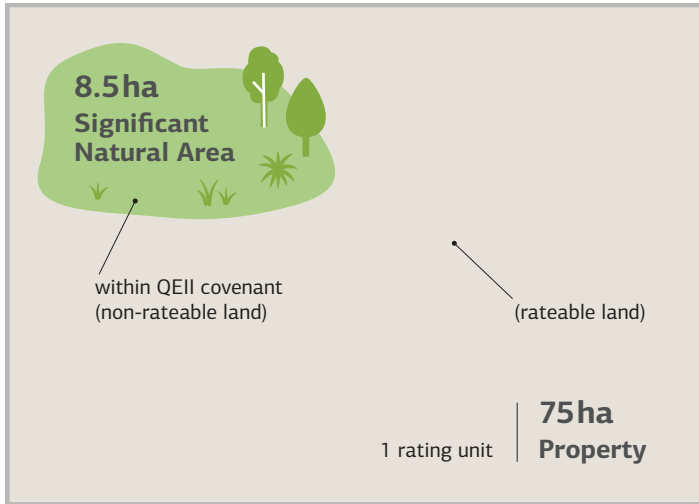 8.5ha
Significant
Natural Area
within QEII covenant
(non-rateable land)
(rateable land)
1 rating unit
75ha
Property